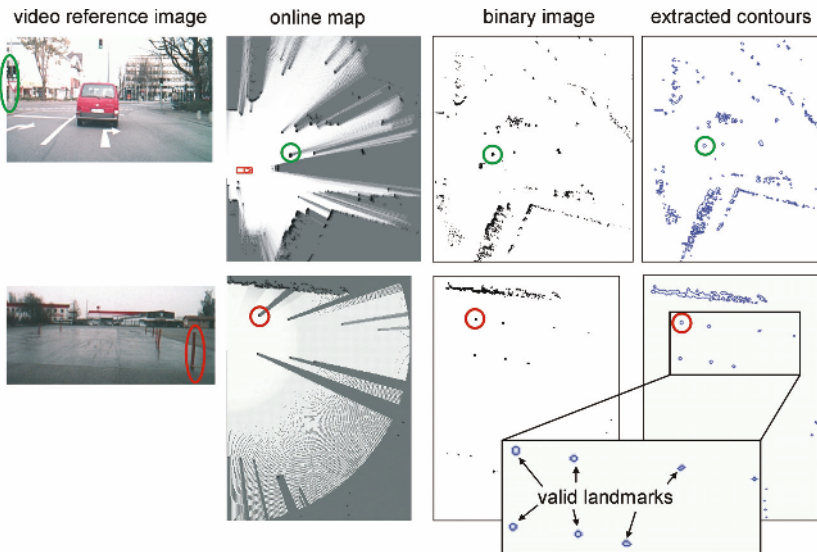 video reference image
online map
binary image
extracted contours
valid landmarks